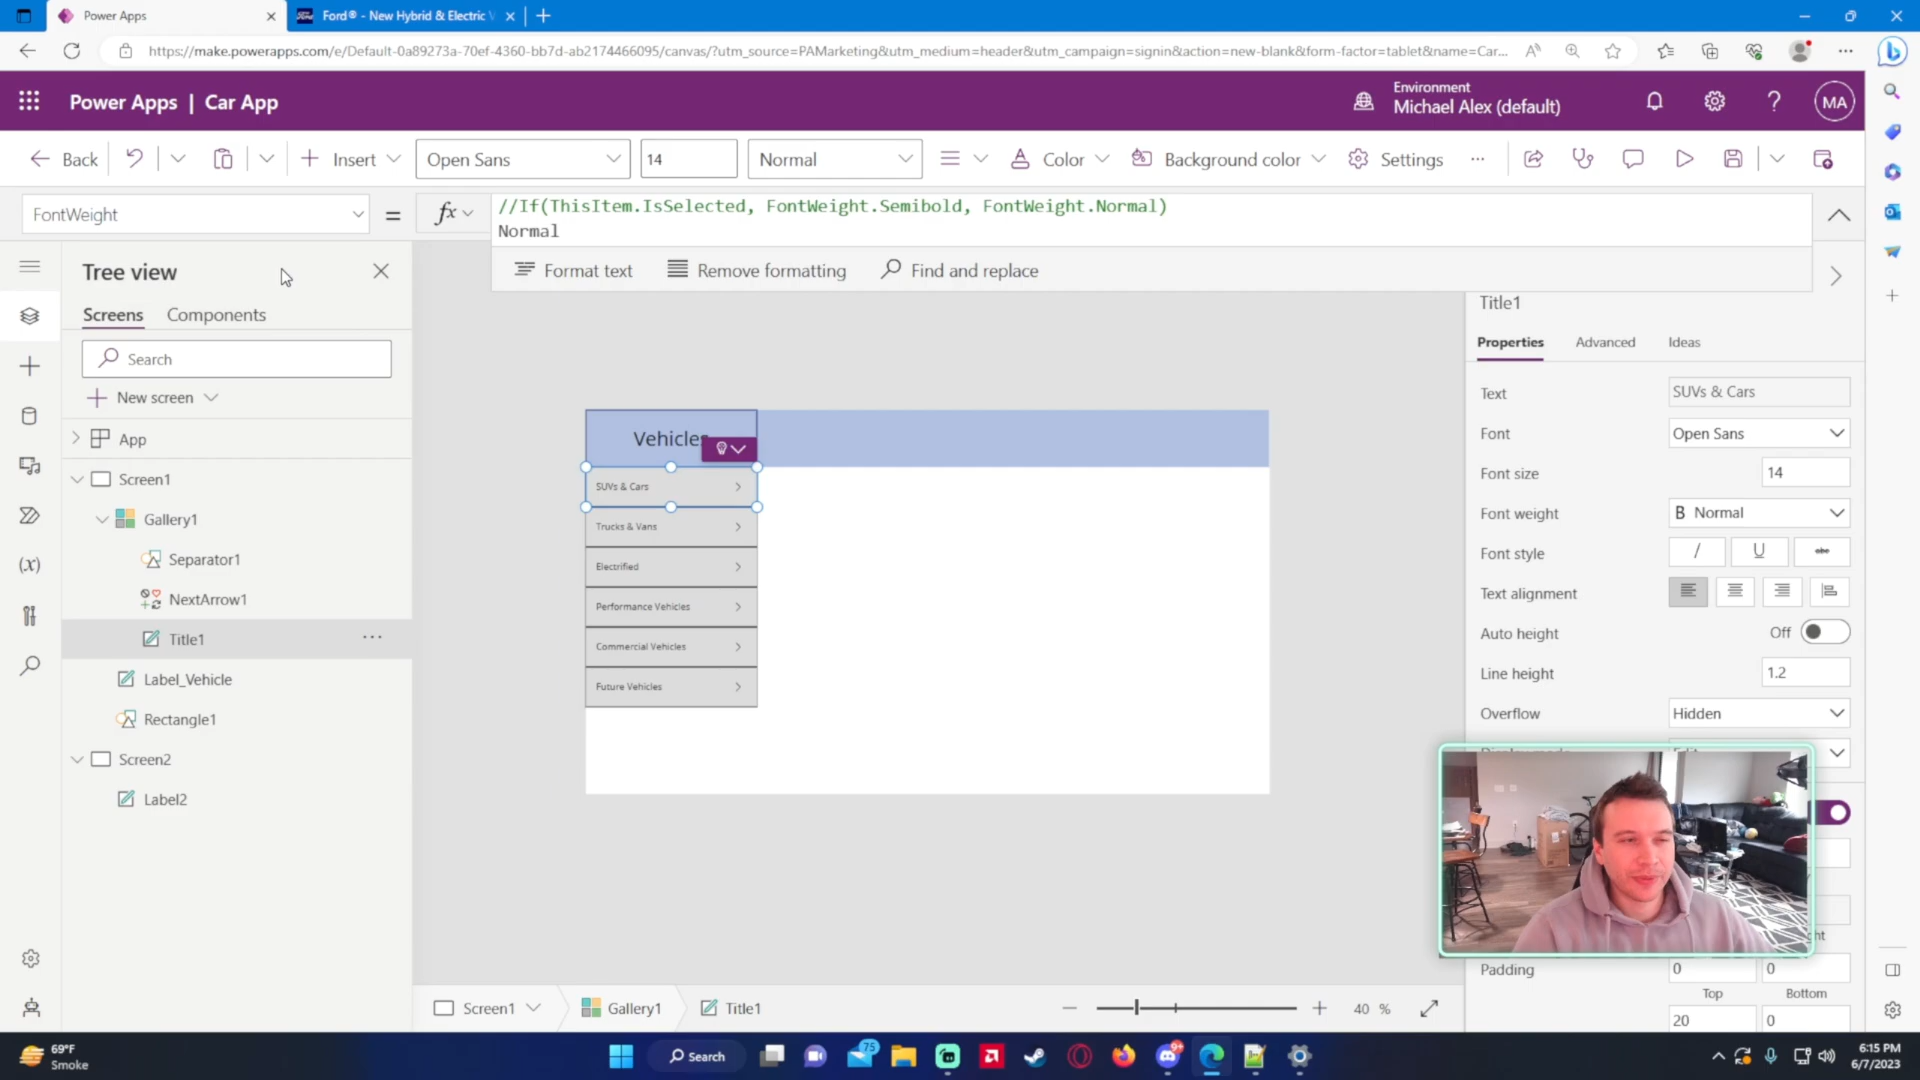 Power Apps
Ford® - New Hybrid & Electric V
https://make.powerapps.com/e/Default-0a89273a-70ef-4360-bb7d-ab2174466095/canvas/?utm_source=PAMarketing&utm_medium=header&utm_campaign=signin&action=new-blank&form-factor=tablet&name=Car...
Power Apps | Car App
Environment
Michael Alex (default)
MA
Back
Insert
Open Sans
14
Normal
Color
Background color
Settings
FontWeight
=
fx
//If(ThisItem.IsSelected, FontWeight.Semibold, FontWeight.Normal)
Normal
Format text
Remove formatting
Find and replace
Tree view
Screens
Components
Search
New screen
App
Screen1
Gallery1
Separator1
NextArrow1
Title1
Label_Vehicle
Rectangle1
Screen2
Label2
Vehicles
SUVs & Cars
Trucks & Vans
Electrified
Performance Vehicles
Commercial Vehicles
Future Vehicles
Title1
Properties
Advanced
Ideas
Text
SUVs & Cars
Font
Open Sans
Font size
14
Font weight
B Normal
Font style
/ U abc
Text alignment
Auto height
Off
Line height
1.2
Overflow
Hidden
Padding
0
0
Top
Bottom
20
0
Screen1
Gallery1
Title1
40 %
69°F
Smoke
Search
75
6:15 PM
6/7/2023